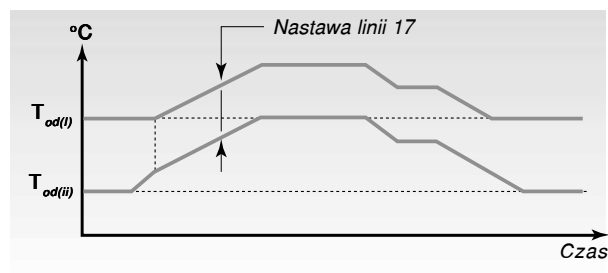 °C
Nastawa linii 17
T od(I)
T od(ii)
Czas